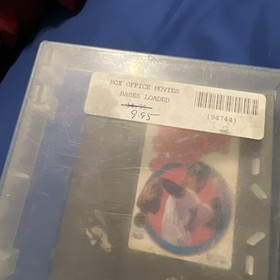 BOX OFFICE MOVIES
BASES LOADED
9.95
(94744)